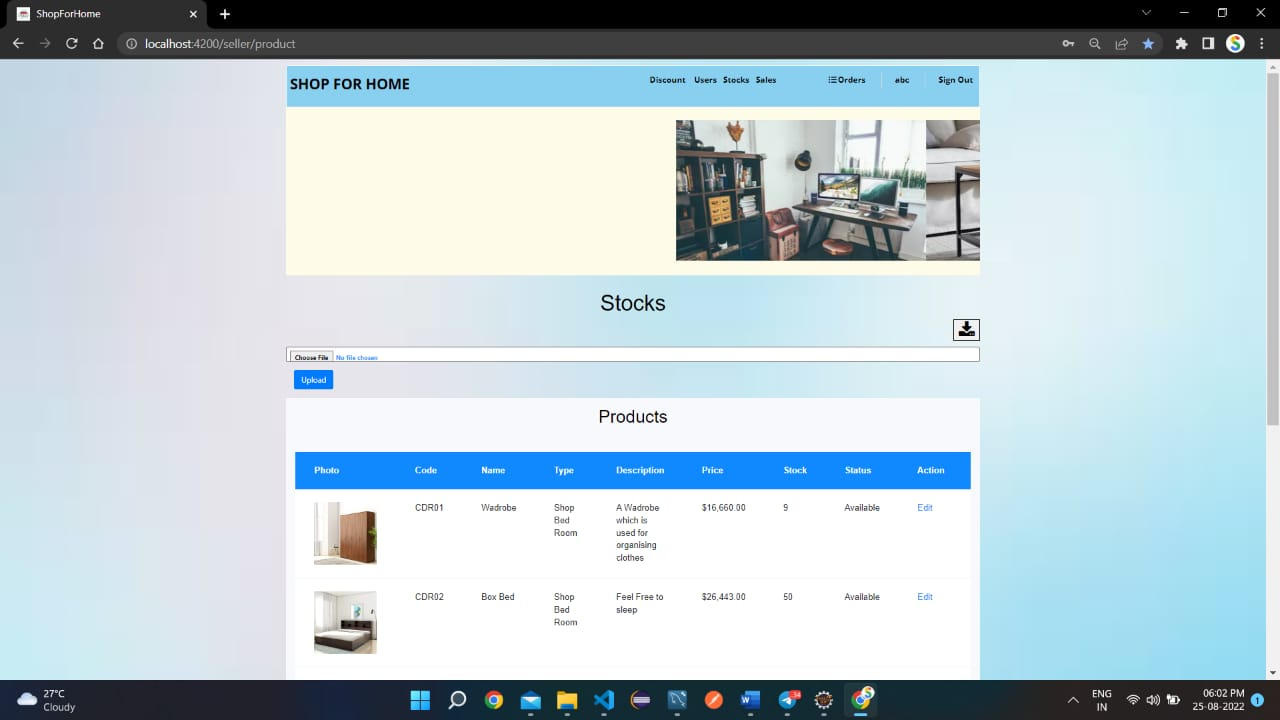 ShopForHome
localhost:4200/seller/product
SHOP FOR HOME
Discount Users Stocks Sales Orders abc Sign Out
Stocks
Choose File No file chosen
Upload
Products
Photo Code Name Type Description Price Stock Status Action
CDR01 Wadrobe Shop Bed Room A Wadrobe which is used for organising clothes $16,660.00 9 Available Edit
CDR02 Box Bed Shop Bed Room Feel Free to sleep $26,443.00 50 Available Edit
27°C
Cloudy
34
ENG
IN
06:02 PM
25-08-2022
1